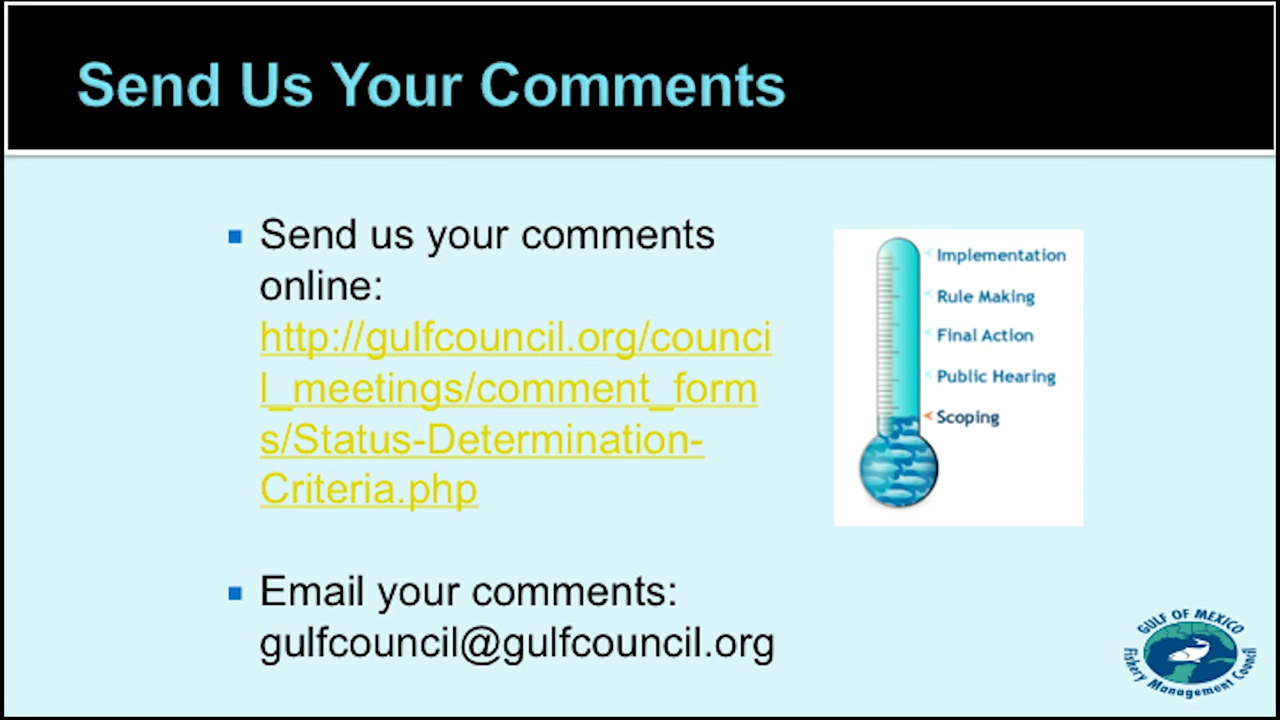 Send Us Your Comments
Send us your comments
online:
http://gulfcouncil.org/counci
l_meetings/comment_form
s/Status-Determination-
Criteria.php
Email your comments:
gulfcouncil@gulfcouncil.org
Implementation
Rule Making
Final Action
Public Hearing
Scoping
GULF OF MEXICO
Fishery Management Council